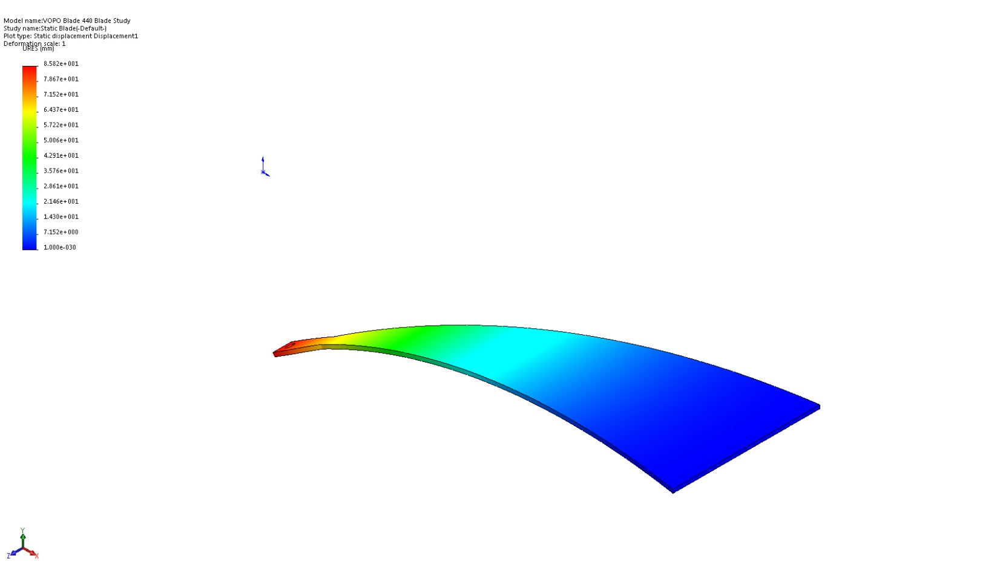 Model name:VOPO Blade 440 Blade Study
Study name:Static Blade(-Default-)
Plot type: Static displacement Displacement1
Deformation scale: 1
URES (mm)
8.582e+001
7.867e+001
7.152e+001
6.437e+001
5.722e+001
5.006e+001
4.291e+001
3.576e+001
2.861e+001
2.146e+001
1.430e+001
7.152e+000
1.000e-030
Y
Z
X